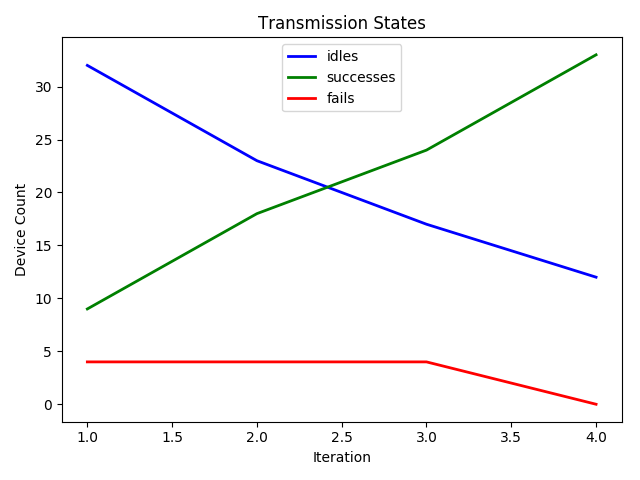 Transmission States
idles
successes
fails
30
25
20
15
10
5
0
Device Count
1.0 1.5 2.0 2.5 3.0 3.5 4.0
Iteration